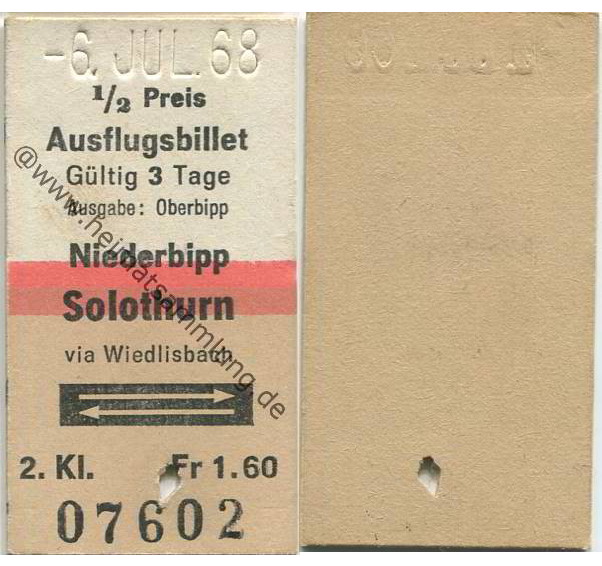 -6. JUL. 68
1/2 Preis
Ausflugsbillet
Gültig 3 Tage
Ausgabe: Oberbipp
Niederbipp
Solothurn
via Wiedlisbach
2. Kl. Fr 1.60
07602
@www.heimatsammlung.de